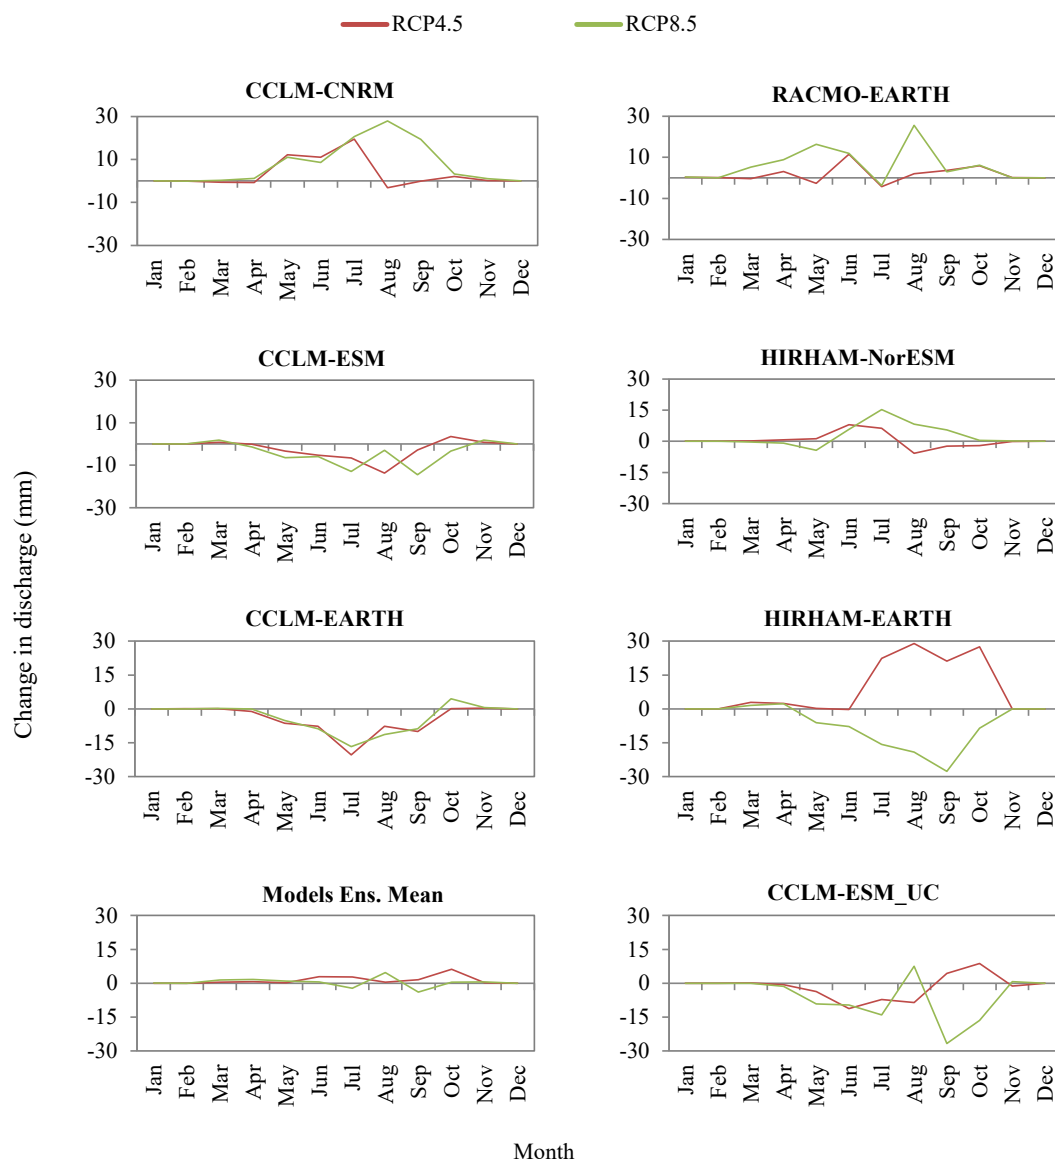 RCP4.5 RCP8.5
CCLM-CNRM
30
10
-10
-30
Jan Feb Mar Apr May Jun Jul Aug Sep Oct Nov Dec
RACMO-EARTH
30
10
-10
-30
Jan Feb Mar Apr May Jun Jul Aug Sep Oct Nov Dec
CCLM-ESM
30
10
-10
-30
Jan Feb Mar Apr May Jun Jul Aug Sep Oct Nov Dec
HIRHAM-NorESM
30
15
0
-15
-30
Jan Feb Mar Apr May Jun Jul Aug Sep Oct Nov Dec
Change in discharge (mm)
CCLM-EARTH
30
15
0
-15
-30
Jan Feb Mar Apr May Jun Jul Aug Sep Oct Nov Dec
HIRHAM-EARTH
30
15
0
-15
-30
Jan Feb Mar Apr May Jun Jul Aug Sep Oct Nov Dec
Models Ens. Mean
30
15
0
-15
-30
Jan Feb Mar Apr May Jun Jul Aug Sep Oct Nov Dec
CCLM-ESM_UC
30
15
0
-15
-30
Jan Feb Mar Apr May Jun Jul Aug Sep Oct Nov Dec
Month